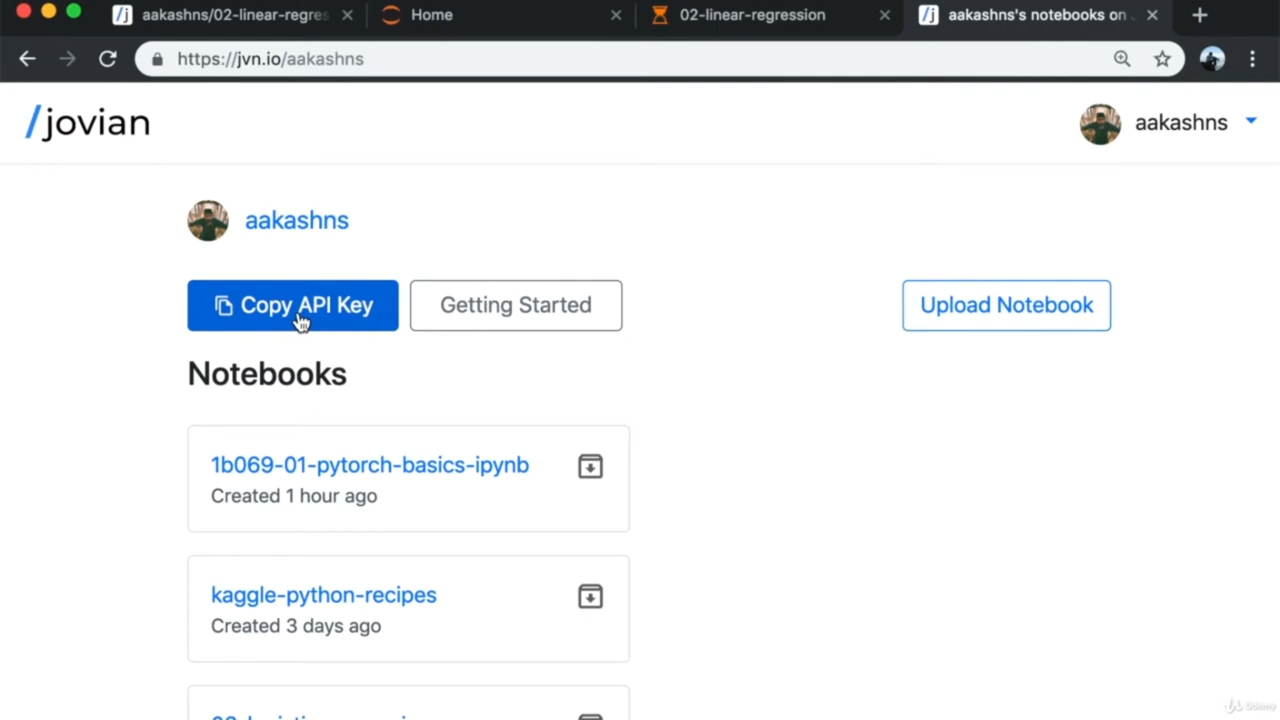 aakashns/02-linear-regres
Home
02-linear-regression
aakashns's notebooks on
https://jvn.io/aakashns
/jovian
aakashns
aakashns
Copy API Key
Getting Started
Upload Notebook
Notebooks
1b069-01-pytorch-basics-ipynb
Created 1 hour ago
kaggle-python-recipes
Created 3 days ago
Udemy